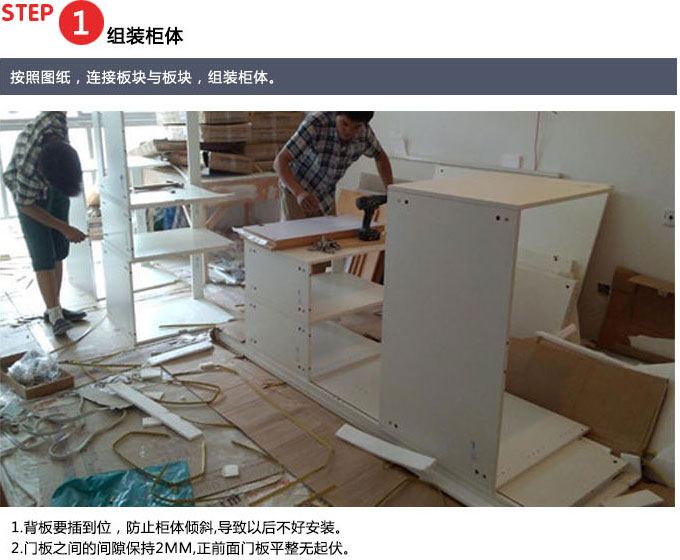 STEP 1 组装柜体
按照图纸，连接板块与板块，组装柜体。
1.背板要插到位，防止柜体倾斜,导致以后不好安装。
2.门板之间的间隙保持2MM,正前面门板平整无起伏。